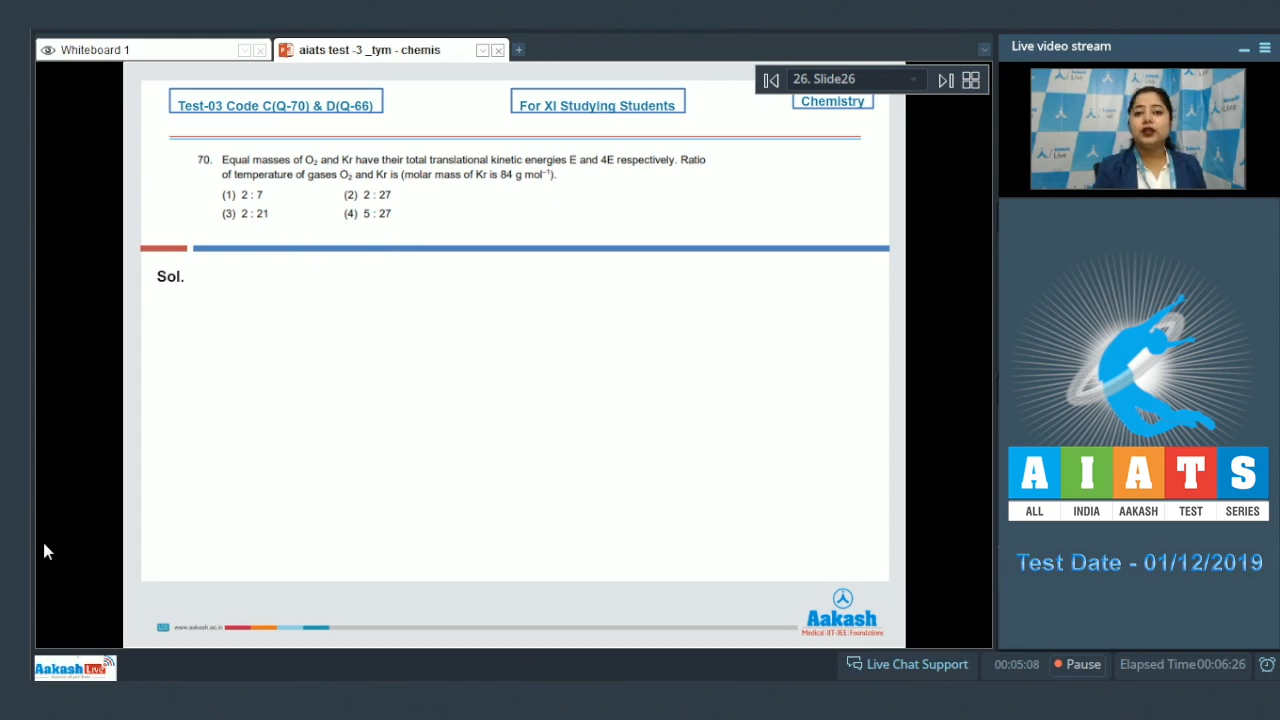 Whiteboard 1
aiats test -3 _tym - chemis
Live video stream
26. Slide26
Test-03 Code C(Q-70) & D(Q-66)
For XI Studying Students
Chemistry
70. Equal masses of O₂ and Kr have their total translational kinetic energies E and 4E respectively. Ratio
of temperature of gases O₂ and Kr is (molar mass of Kr is 84 g mol⁻¹).
(1) 2 : 7 (2) 2 : 27
(3) 2 : 21 (4) 5 : 27
Sol.
A I A T S
ALL INDIA AAKASH TEST SERIES
Test Date - 01/12/2019
www.aakash.ac.in
Aakash
Medical|IIT-JEE|Foundations
Aakash Live
Live Chat Support
00:05:08
Pause
Elapsed Time 00:06:26